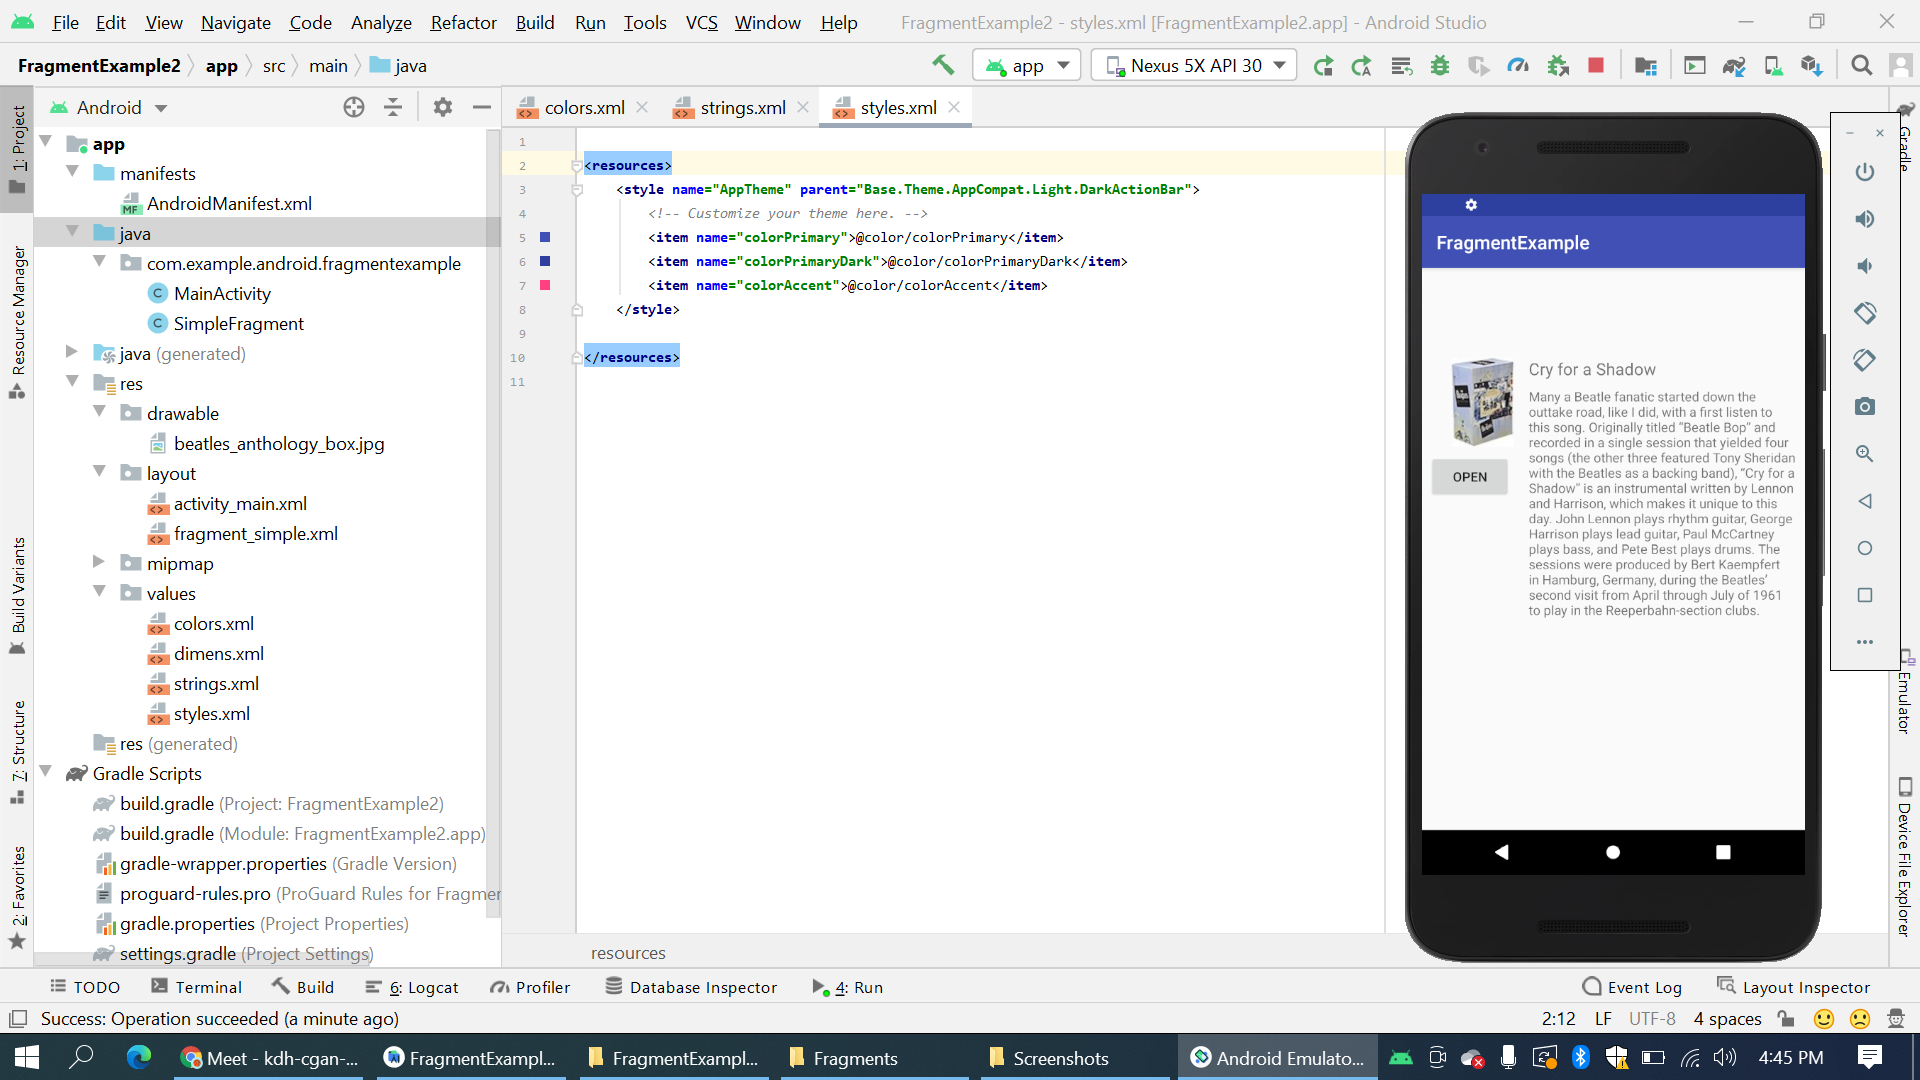 File Edit View Navigate Code Analyze Refactor Build Run Tools VCS Window Help FragmentExample2 - styles.xml [FragmentExample2.app] - Android Studio
FragmentExample2 app src main java app Nexus 5X API 30
1: Project
Resource Manager
Build Variants
7: Structure
2: Favorites
Android
app
manifests
AndroidManifest.xml
java
com.example.android.fragmentexample
MainActivity
SimpleFragment
java (generated)
res
drawable
beatles_anthology_box.jpg
layout
activity_main.xml
fragment_simple.xml
mipmap
values
colors.xml
dimens.xml
strings.xml
styles.xml
res (generated)
Gradle Scripts
build.gradle (Project: FragmentExample2)
build.gradle (Module: FragmentExample2.app)
gradle-wrapper.properties (Gradle Version)
proguard-rules.pro (ProGuard Rules for Fragmer
gradle.properties (Project Properties)
settings.gradle (Project Settings)
colors.xml strings.xml styles.xml
1
2 <resources>
3 <style name="AppTheme" parent="Base.Theme.AppCompat.Light.DarkActionBar">
4 <!-- Customize your theme here. -->
5 <item name="colorPrimary">@color/colorPrimary</item>
6 <item name="colorPrimaryDark">@color/colorPrimaryDark</item>
7 <item name="colorAccent">@color/colorAccent</item>
8 </style>
9
10 </resources>
11
resources
FragmentExample
Cry for a Shadow
Many a Beatle fanatic started down the
outtake road, like I did, with a first listen to
this song. Originally titled “Beatle Bop” and
recorded in a single session that yielded four
songs (the other three featured Tony Sheridan
with the Beatles as a backing band), “Cry for a
Shadow” is an instrumental written by Lennon
and Harrison, which makes it unique to this
day. John Lennon plays rhythm guitar, George
Harrison plays lead guitar, Paul McCartney
plays bass, and Pete Best plays drums. The
sessions were produced by Bert Kaempfert
in Hamburg, Germany, during the Beatles’
second visit from April through July of 1961
to play in the Reeperbahn-section clubs.
OPEN
Gradle
Emulator
Device File Explorer
TODO Terminal Build 6: Logcat Profiler Database Inspector 4: Run Event Log Layout Inspector
Success: Operation succeeded (a minute ago) 2:12 LF UTF-8 4 spaces
Meet - kdh-cgan-... FragmentExampl... FragmentExampl... Fragments Screenshots Android Emulato... 4:45 PM